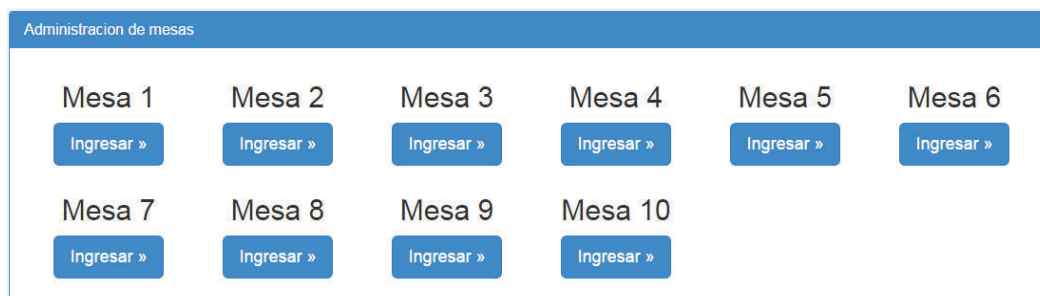 Administracion de mesas
Mesa 1 Mesa 2 Mesa 3 Mesa 4 Mesa 5 Mesa 6
Ingresar » Ingresar » Ingresar » Ingresar » Ingresar » Ingresar »
Mesa 7 Mesa 8 Mesa 9 Mesa 10
Ingresar » Ingresar » Ingresar » Ingresar »